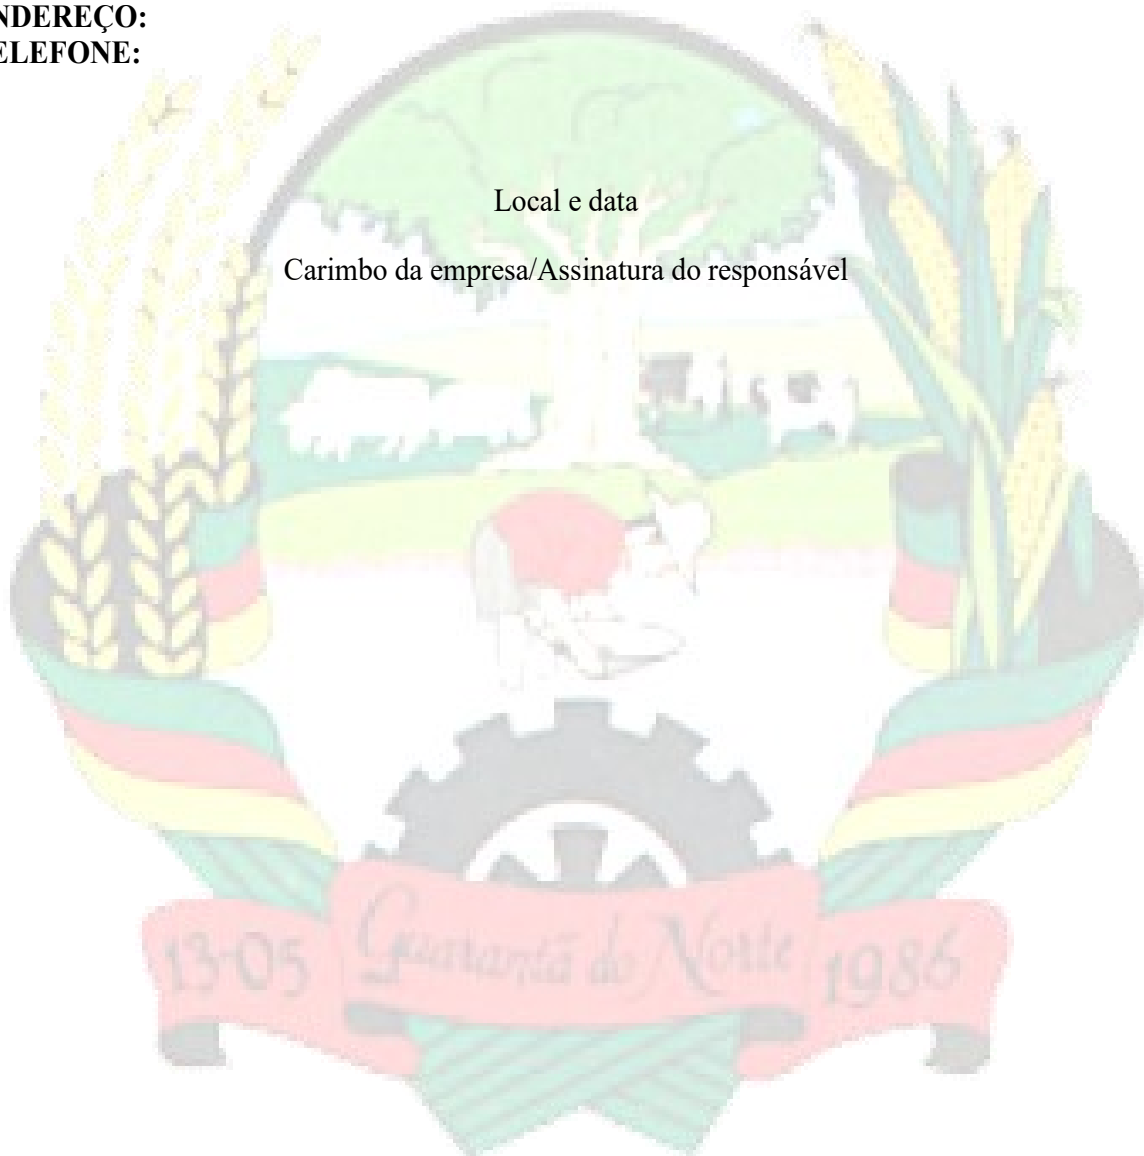 NDEREÇO:
ELEFONE:
Local e data
Carimbo da empresa/Assinatura do responsável
13-05 Guarantã do Norte 1986